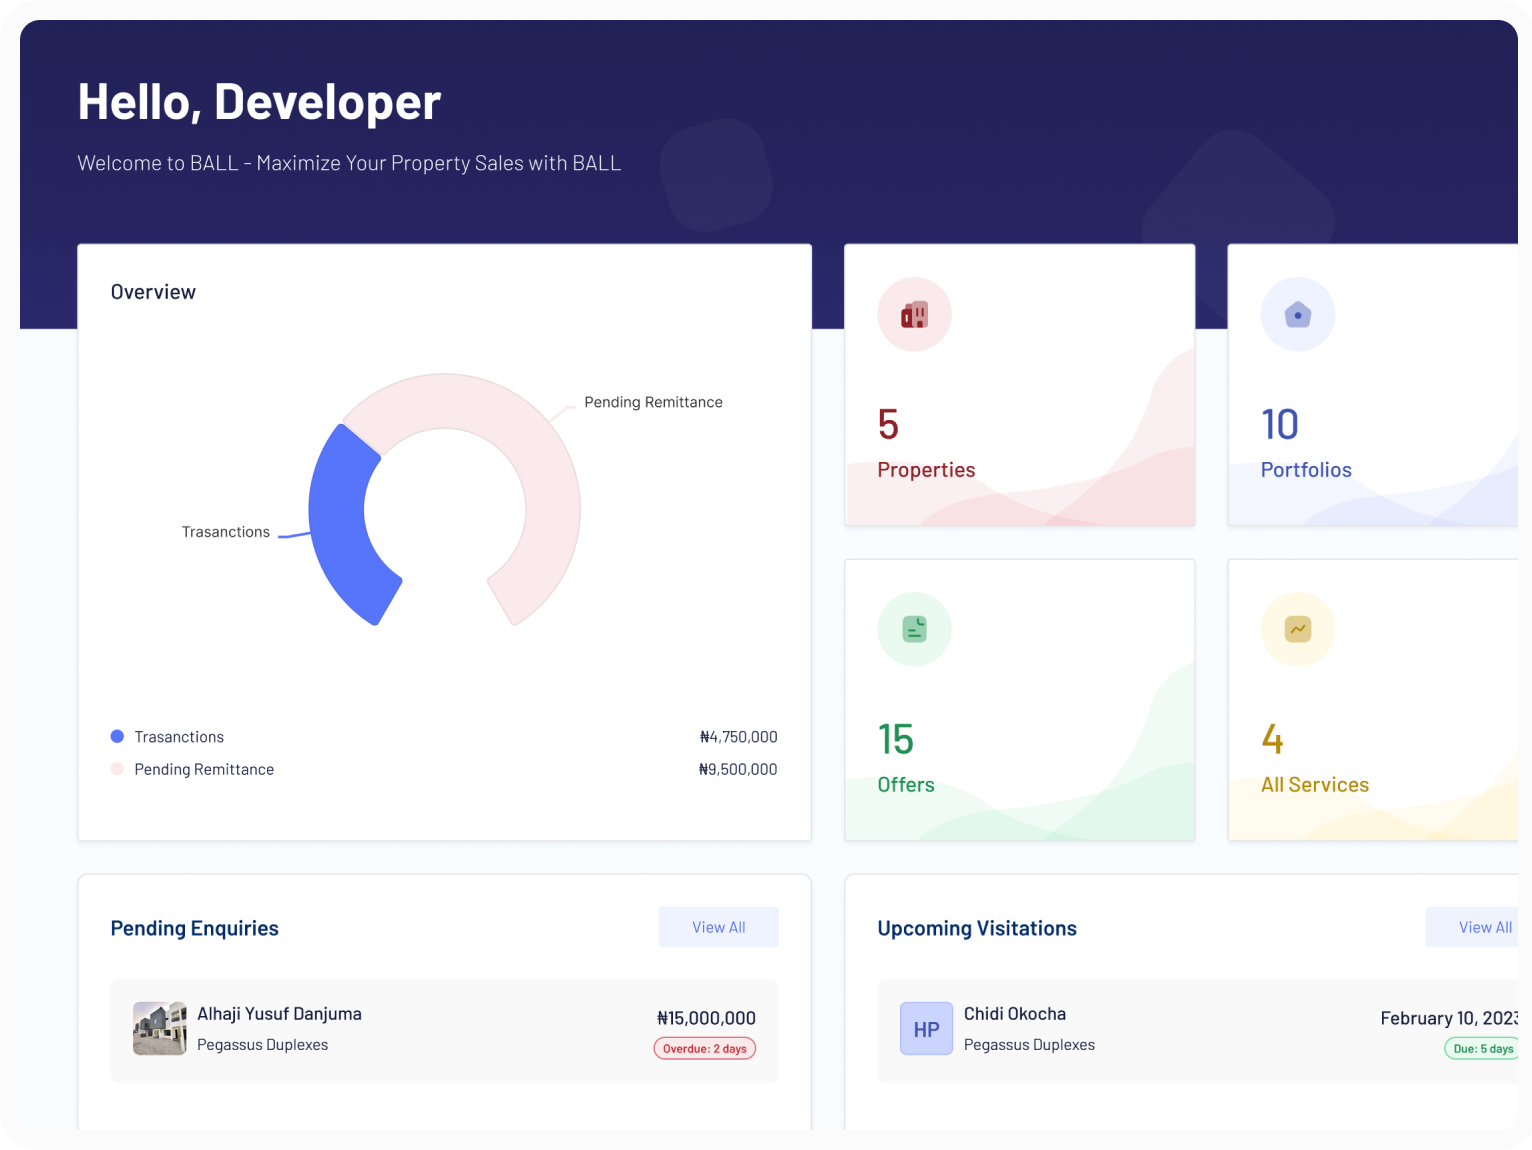 Hello, Developer
Welcome to BALL - Maximize Your Property Sales with BALL
Overview
Pending Remittance
Trasanctions
Trasanctions ₦4,750,000
Pending Remittance ₦9,500,000
5
Properties
10
Portfolios
15
Offers
4
All Services
Pending Enquiries View All
Alhaji Yusuf Danjuma ₦15,000,000
Pegassus Duplexes Overdue: 2 days
Upcoming Visitations View All
HP
Chidi Okocha February 10, 2023
Pegassus Duplexes Due: 5 days